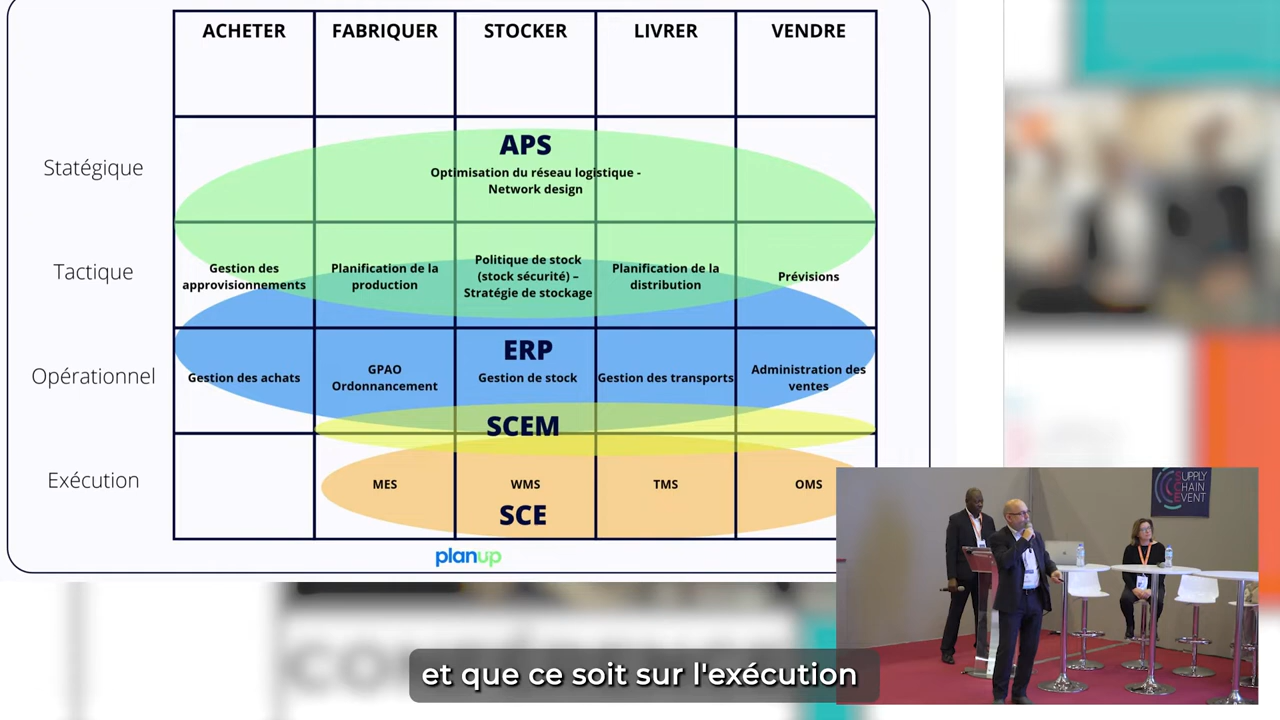 ACHETER FABRIQUER STOCKER LIVRER VENDRE
Statégique
APS
Optimisation du réseau logistique -
Network design
Tactique
Gestion des
approvisionnements
Planification de la
production
Politique de stock
(stock sécurité) –
Stratégie de stockage
Planification de la
distribution
Prévisions
Opérationnel
ERP
Gestion des achats
GPAO
Ordonnancement
Gestion de stock
Gestion des transports
Administration des
ventes
SCEM
Exécution
MES WMS TMS OMS
SCE
planup
SUPPLY
CHAIN
EVENT
et que ce soit sur l'exécution